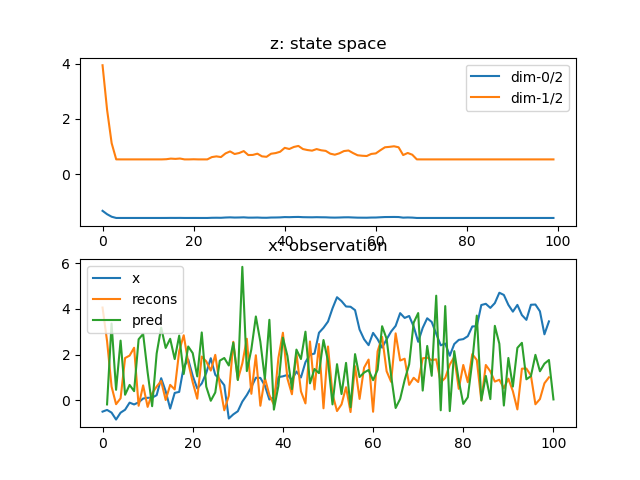 z: state space
4
2
0
dim-0/2
dim-1/2
0 20 40 60 80 100
x: observation
6
4
2
0
x
recons
pred
0 20 40 60 80 100